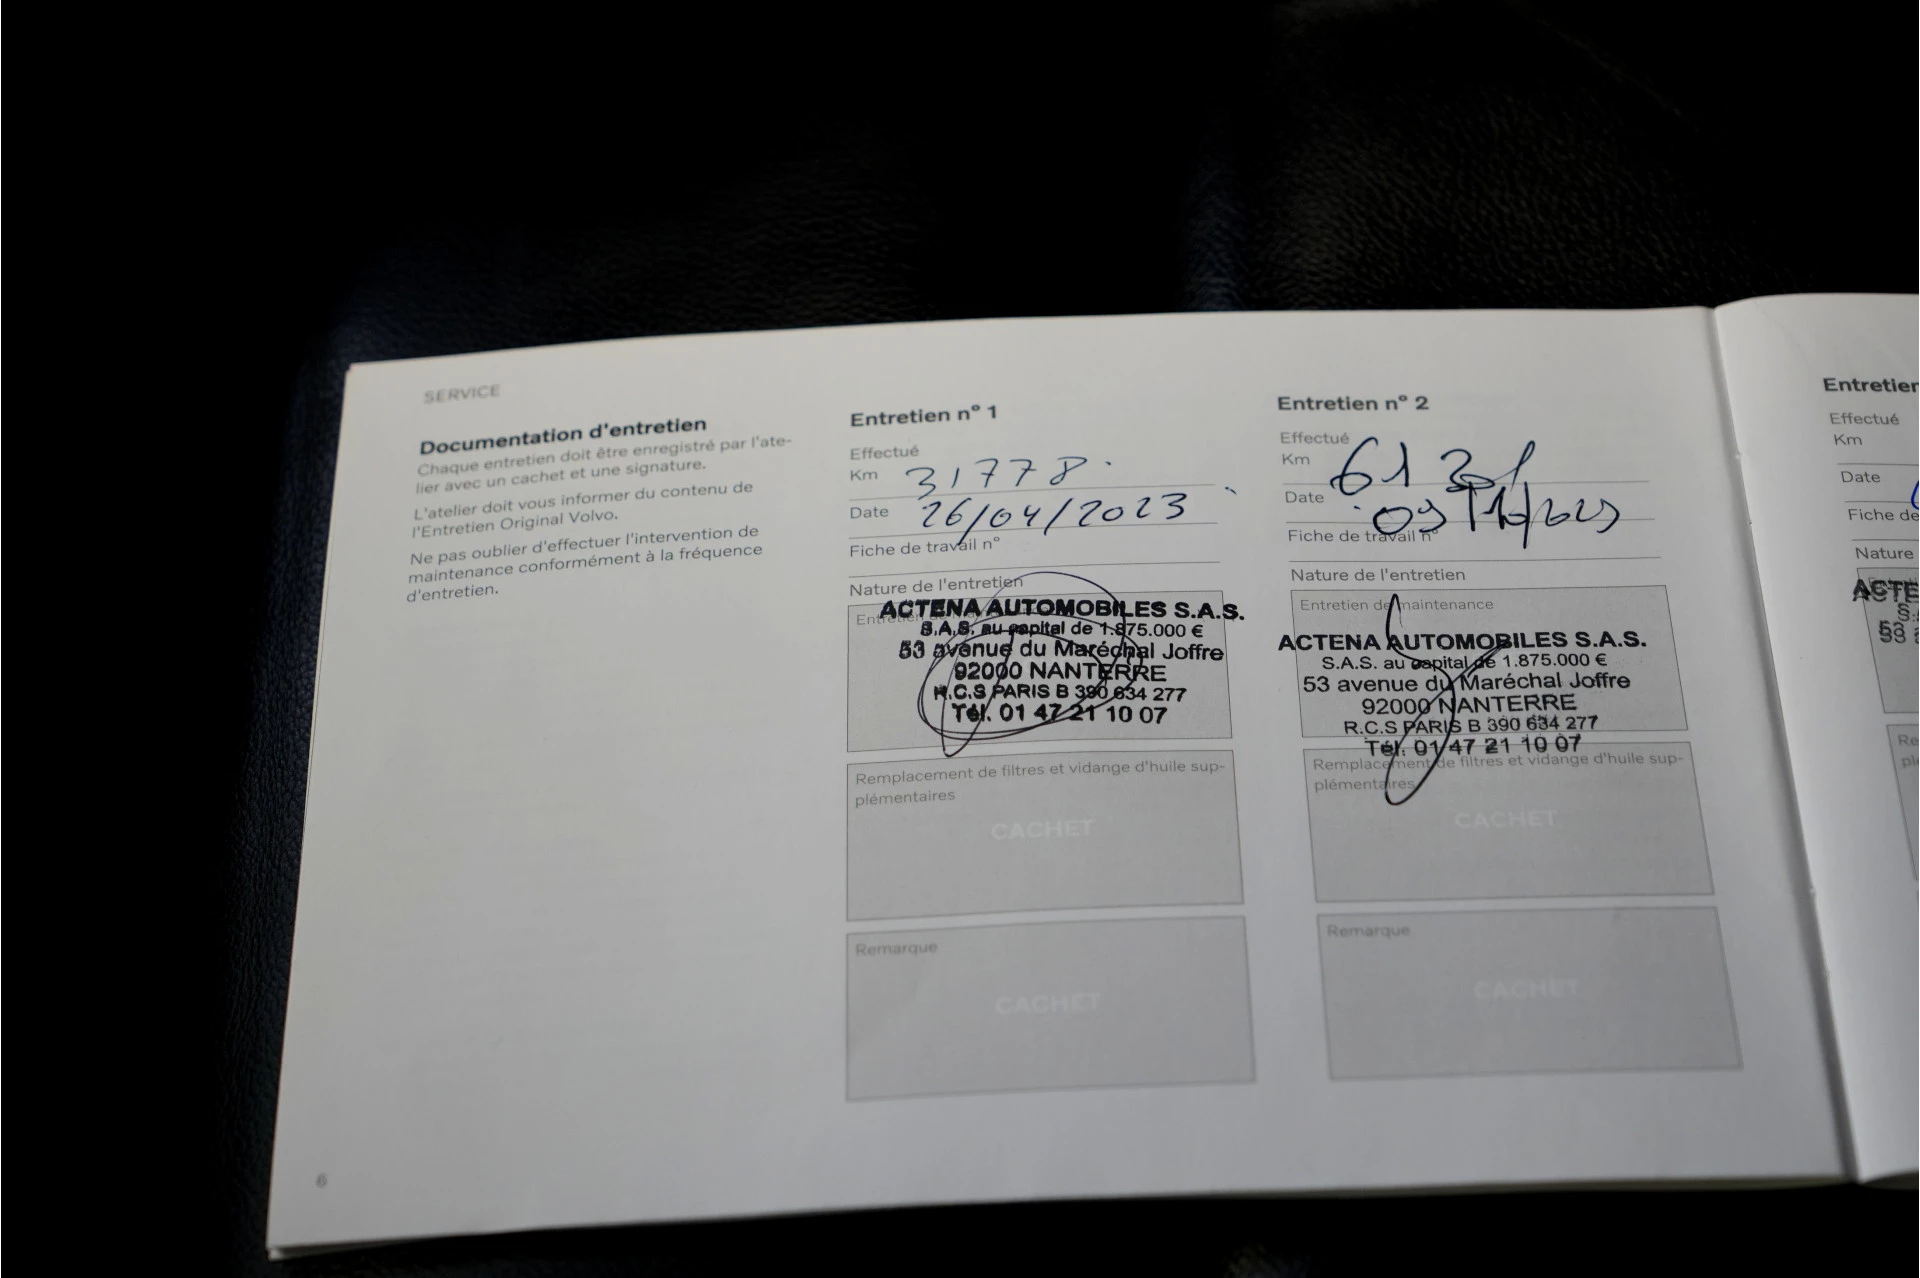 SERVICE
Documentation d'entretien
Chaque entretien doit être enregistré par l'ate-
lier avec un cachet et une signature.
L'atelier doit vous informer du contenu de
l'Entretien Original Volvo.
Ne pas oublier d'effectuer l'intervention de
maintenance conformément à la fréquence
d'entretien.
6
Entretien n° 1
Effectué
Km 31778
Date 26/04/2023
Fiche de travail n°
Nature de l'entretien
ACTENA AUTOMOBILES S.A.S.
S.A.S. au capital de 1.875.000 €
53 avenue du Maréchal Joffre
92000 NANTERRE
R.C.S PARIS B 390 634 277
Tél. 01 47 21 10 07
Remplacement de filtres et vidange d'huile sup-
plémentaires
CACHET
Remarque
CACHET
Entretien n° 2
Effectué
Km
Date
Fiche de travail n°
Nature de l'entretien
Entretien de maintenance
ACTENA AUTOMOBILES S.A.S.
S.A.S. au capital de 1.875.000 €
53 avenue du Maréchal Joffre
92000 NANTERRE
R.C.S PARIS B 390 634 277
Tél. 01 47 21 10 07
Remplacement de filtres et vidange d'huile sup-
plémentaires
CACHET
Remarque
CACHET
Entretien
Effectué
Km
Date
Fiche de
Nature
ACTE
S.
53
Re
pl